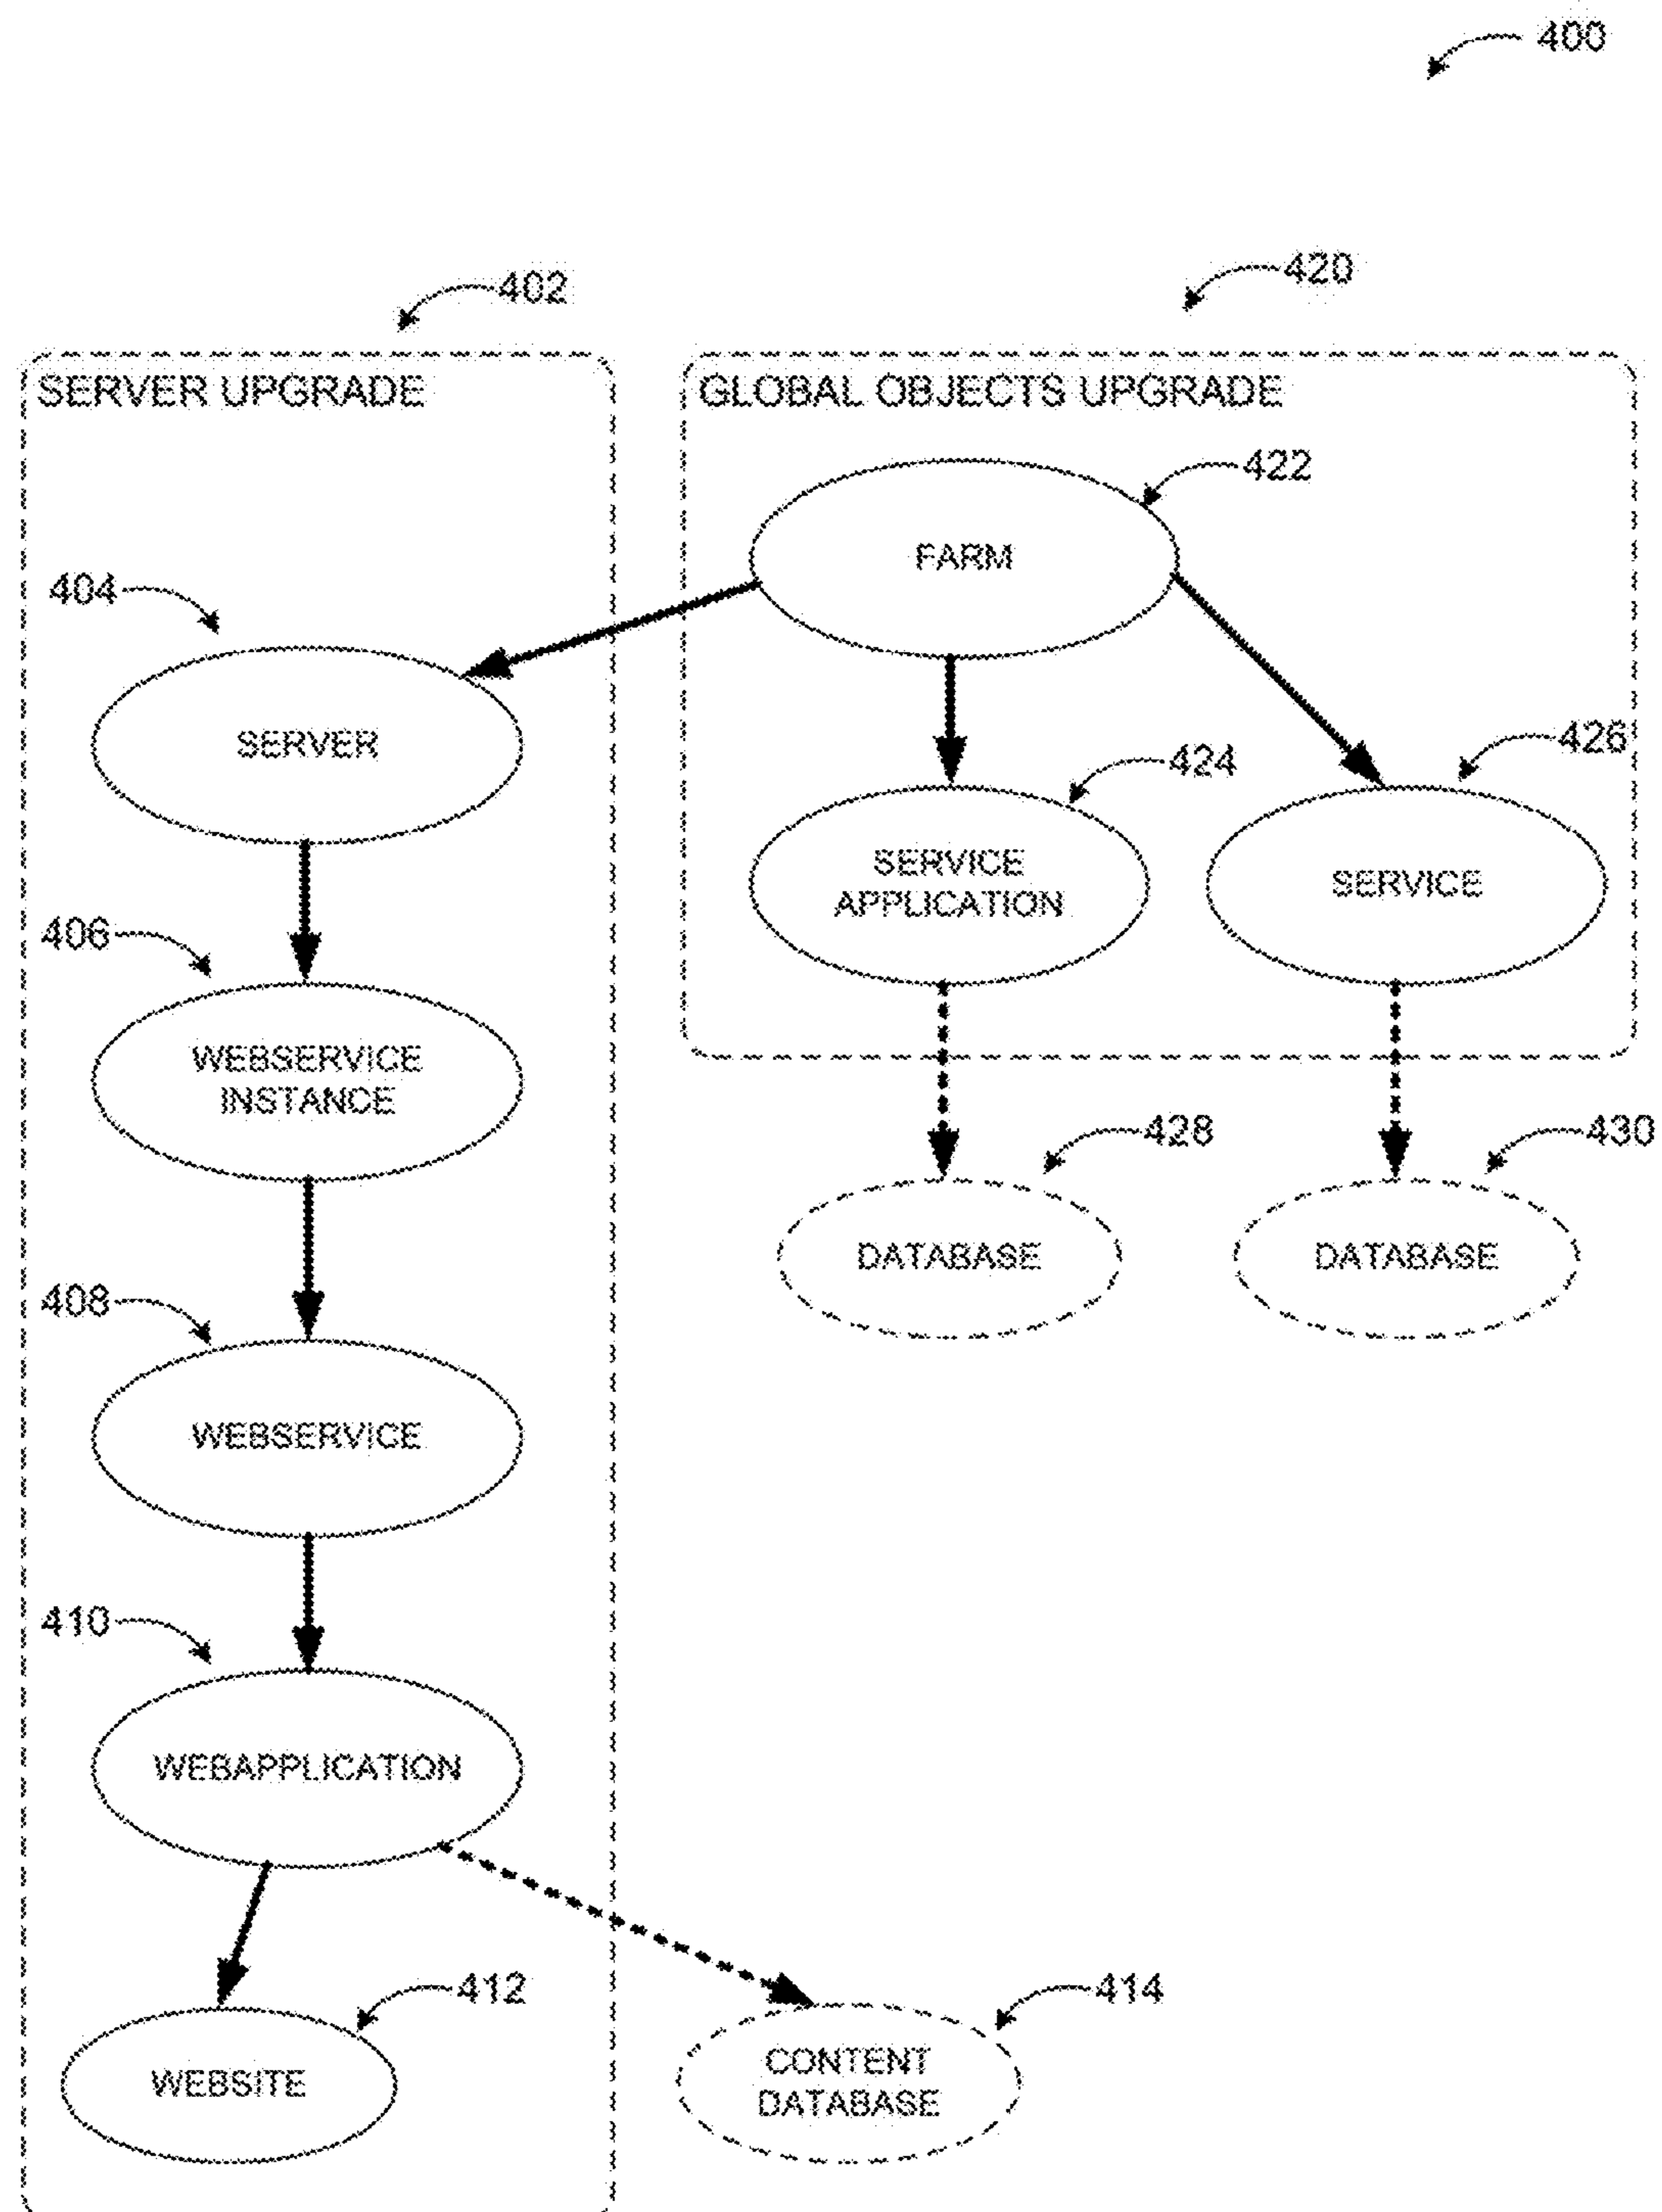 400
402
420
SERVER UPGRADE
GLOBAL OBJECTS UPGRADE
422
FARM
404
SERVER
424
426
SERVICE
APPLICATION
SERVICE
406
WEBSERVICE
INSTANCE
428
430
DATABASE
DATABASE
408
WEBSERVICE
410
WEBAPPLICATION
412
414
WEBSITE
CONTENT
DATABASE